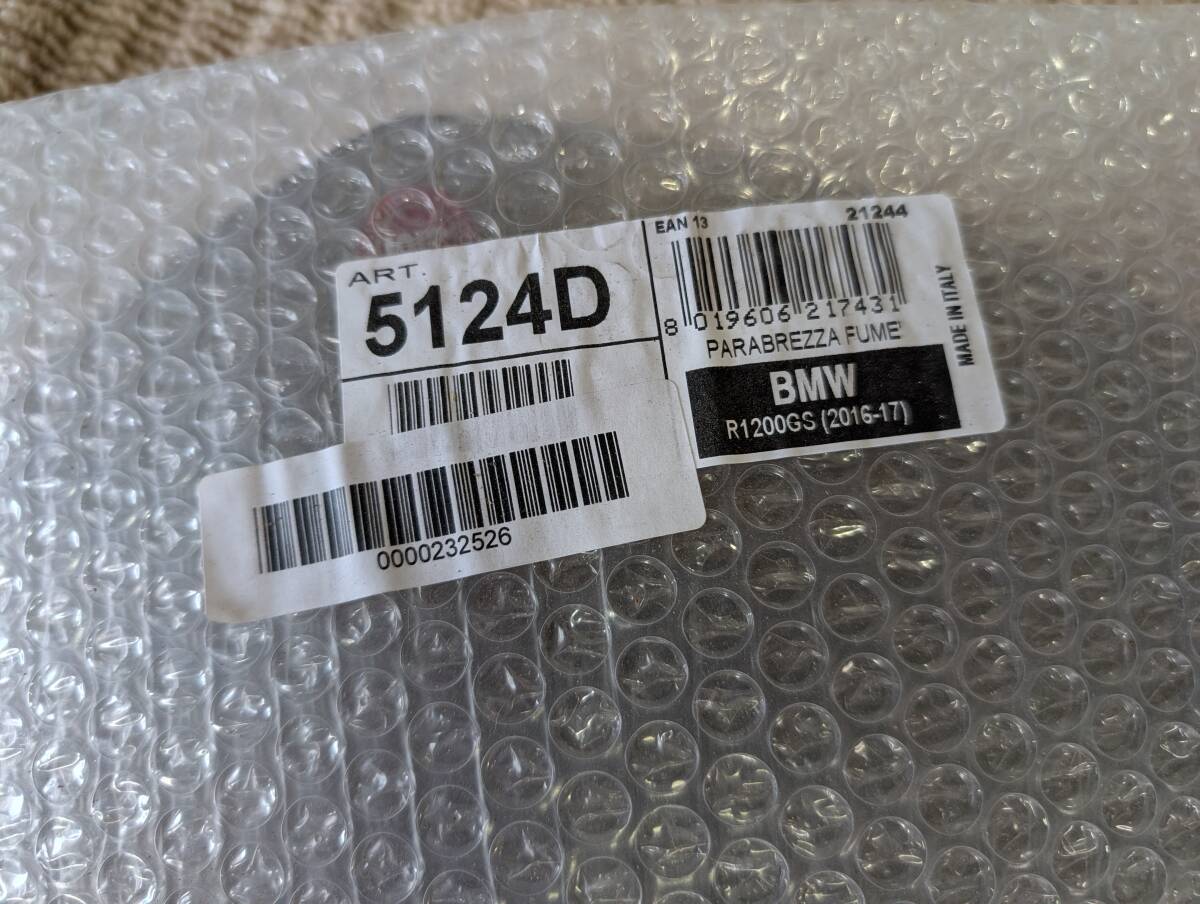 ART.
5124D
EAN 13
21244
8 019606 217431
PARABREZZA FUME'
BMW
R1200GS (2016-17)
MADE IN ITALY
0000232526